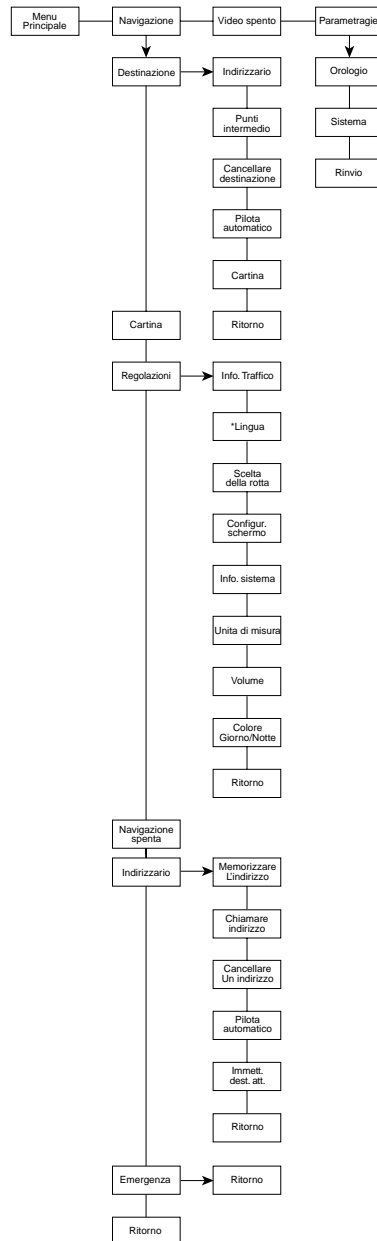 Menu
Principale
Navigazione
Video spento
Parametragie
Destinazione
Indirizzario
Orologio
Punti
intermedio
Sistema
Cancellare
destinazione
Rinvio
Pilota
automatico
Cartina
Cartina
Ritorno
Regolazioni
Info. Traffico
*Lingua
Scelta
della rotta
Configur.
schermo
Info. sistema
Unita di misura
Volume
Colore
Giorno/Notte
Ritorno
Navigazione
spenta
Indirizzario
Memorizzare
L'indirizzo
Chiamare
indirizzo
Cancellare
Un indirizzo
Pilota
automatico
Immett.
dest. att.
Ritorno
Emergenza
Ritorno
Ritorno